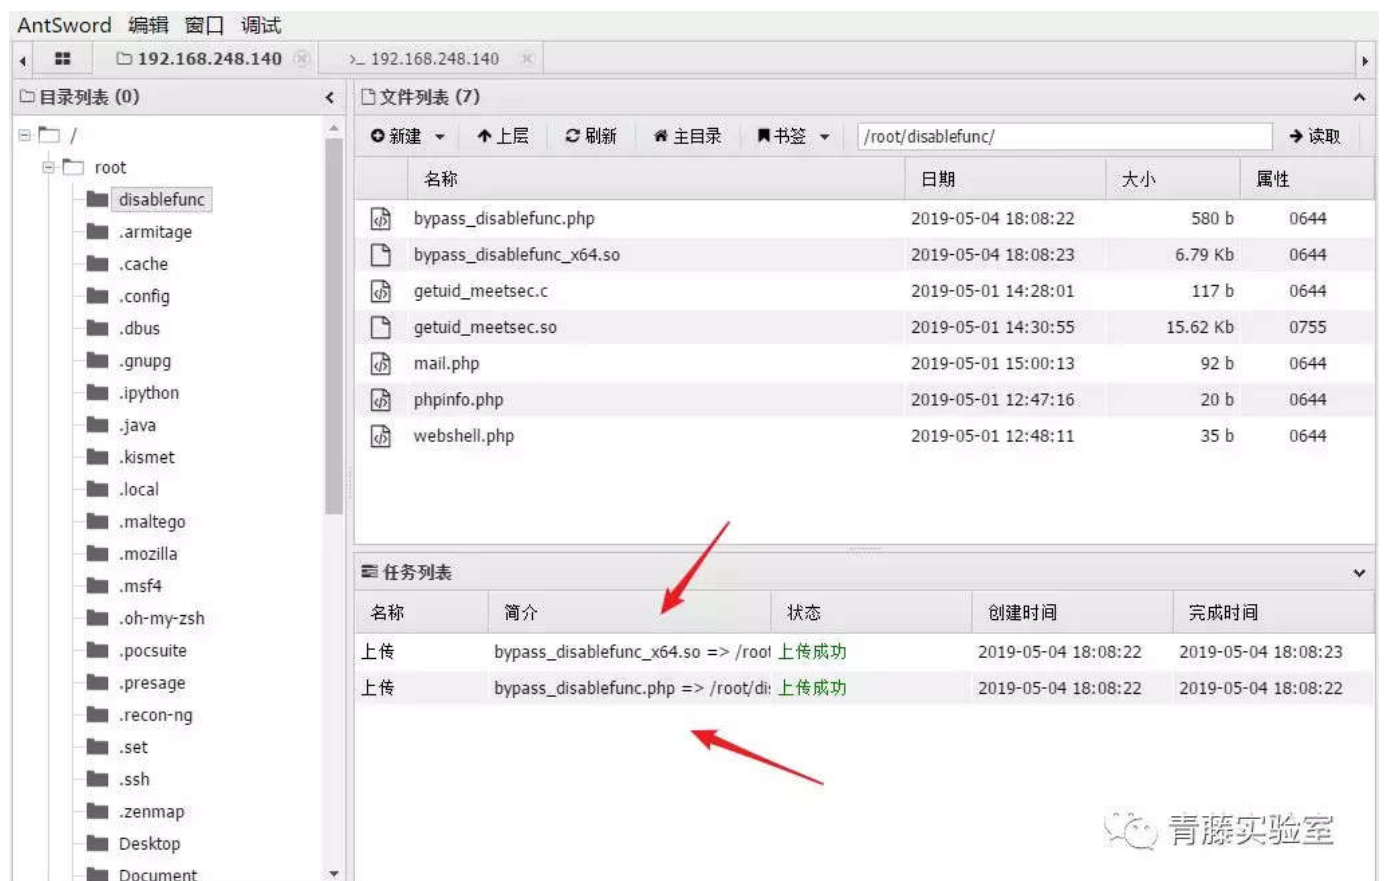 AntSword 编辑 窗口 调试
192.168.248.140 >_ 192.168.248.140
目录列表 (0)
/
root
disablefunc
.armitage
.cache
.config
.dbus
.gnupg
.ipython
.java
.kismet
.local
.maltego
.mozilla
.msf4
.oh-my-zsh
.pocsuite
.presage
.recon-ng
.set
.ssh
.zenmap
Desktop
Document
文件列表 (7)
新建 上层 刷新 主目录 书签 /root/disablefunc/ 读取
名称 日期 大小 属性
bypass_disablefunc.php 2019-05-04 18:08:22 580 b 0644
bypass_disablefunc_x64.so 2019-05-04 18:08:23 6.79 Kb 0644
getuid_meetsec.c 2019-05-01 14:28:01 117 b 0644
getuid_meetsec.so 2019-05-01 14:30:55 15.62 Kb 0755
mail.php 2019-05-01 15:00:13 92 b 0644
phpinfo.php 2019-05-01 12:47:16 20 b 0644
webshell.php 2019-05-01 12:48:11 35 b 0644
任务列表
名称 简介 状态 创建时间 完成时间
上传 bypass_disablefunc_x64.so => /root 上传成功 2019-05-04 18:08:22 2019-05-04 18:08:23
上传 bypass_disablefunc.php => /root/di 上传成功 2019-05-04 18:08:22 2019-05-04 18:08:22
青藤实验室